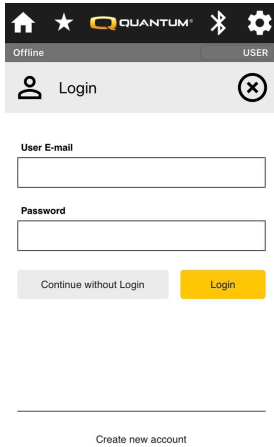 QUANTUM®
Offline USER
Login
User E-mail
Password
Continue without Login Login
Create new account